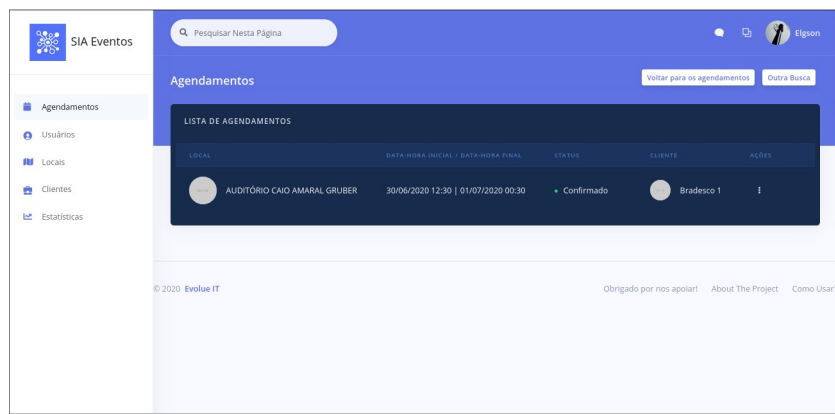 SIA Eventos
Pesquisar Nesta Página
Elgson
Agendamentos
Voltar para os agendamentos
Outra Busca
Agendamentos
Usuários
Locais
Clientes
Estatísticas
LISTA DE AGENDAMENTOS
LOCAL DATA-HORA INICIAL / DATA-HORA FINAL STATUS CLIENTE AÇÕES
AUDITÓRIO CAIO AMARAL GRUBER 30/06/2020 12:30 | 01/07/2020 00:30 Confirmado Bradesco 1
© 2020 Evolue IT
Obrigado por nos apoiar! About The Project Como Usar